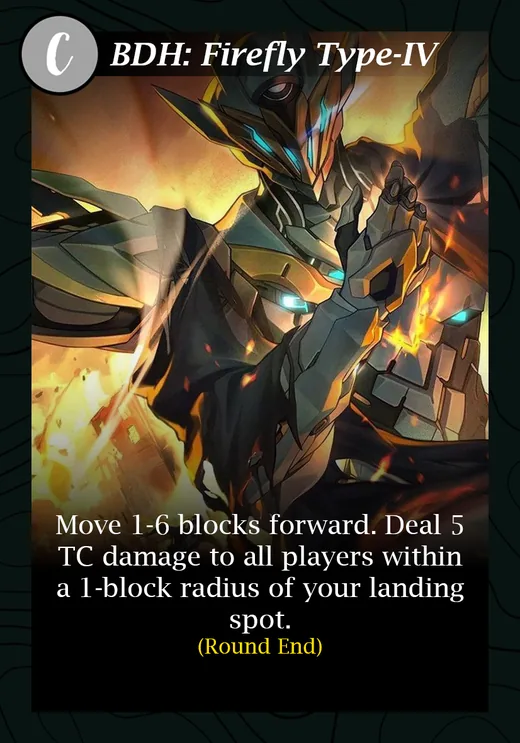 C
BDH: Firefly Type-IV
Move 1-6 blocks forward. Deal 5
TC damage to all players within
a 1-block radius of your landing
spot.
(Round End)